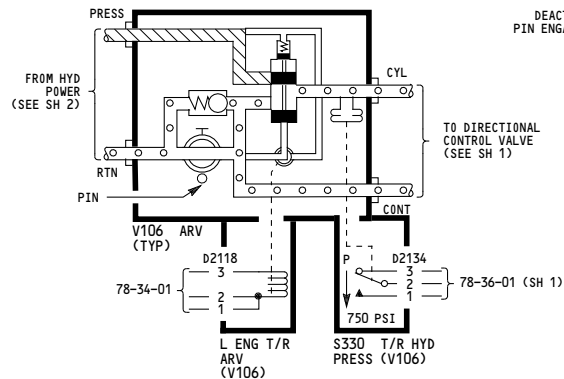 PRESS
DEACT
PIN ENGA
FROM HYD
POWER
(SEE SH 2)
CYL
TO DIRECTIONAL
CONTROL VALVE
(SEE SH 1)
RTN
PIN
CONT
V106 ARV
(TYP)
D2118
3
2
1
78-34-01
P
D2134
3
2
1
78-36-01 (SH 1)
750 PSI
L ENG T/R
ARV
(V106)
S330 T/R HYD
PRESS (V106)